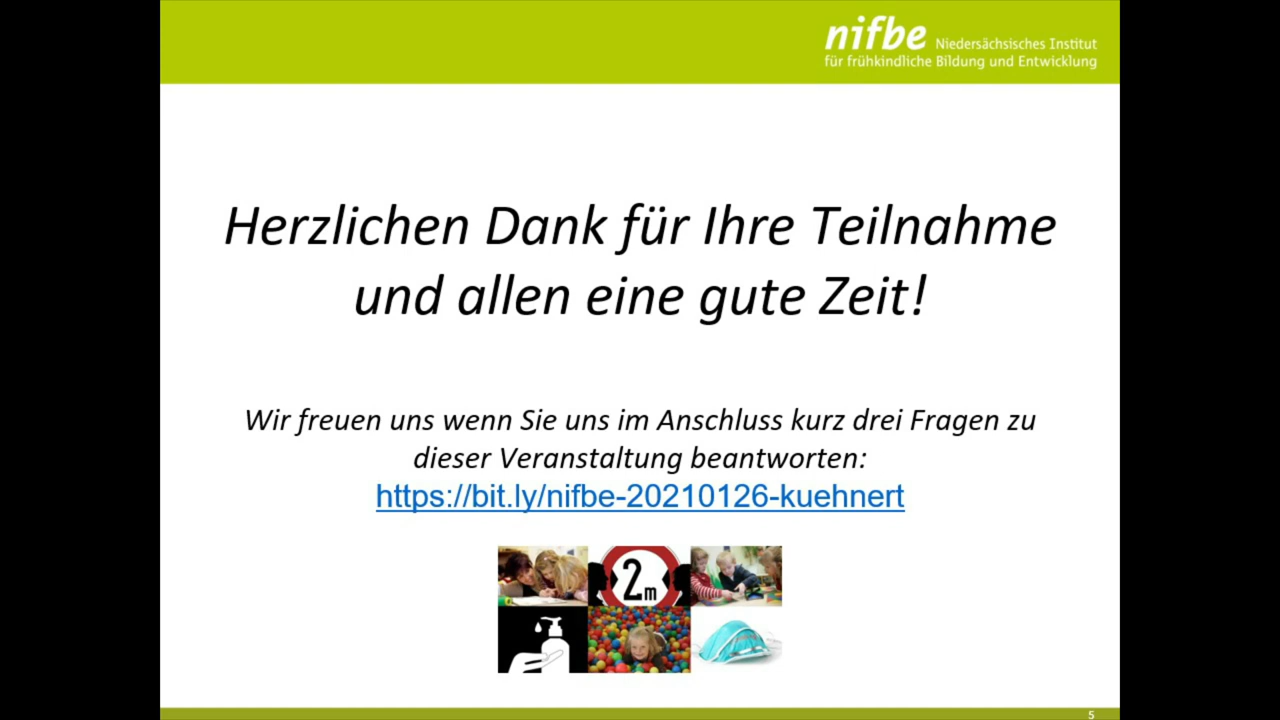 nifbe Niedersächsisches Institut
für frühkindliche Bildung und Entwicklung
Herzlichen Dank für Ihre Teilnahme
und allen eine gute Zeit!
Wir freuen uns wenn Sie uns im Anschluss kurz drei Fragen zu
dieser Veranstaltung beantworten:
https://bit.ly/nifbe-20210126-kuehnert
2m
5